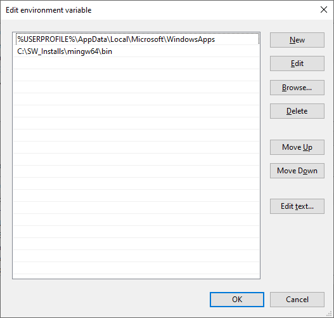 Edit environment variable
%USERPROFILE%\AppData\Local\Microsoft\WindowsApps
C:\SW_Installs\mingw64\bin
New
Edit
Browse...
Delete
Move Up
Move Down
Edit text...
OK
Cancel